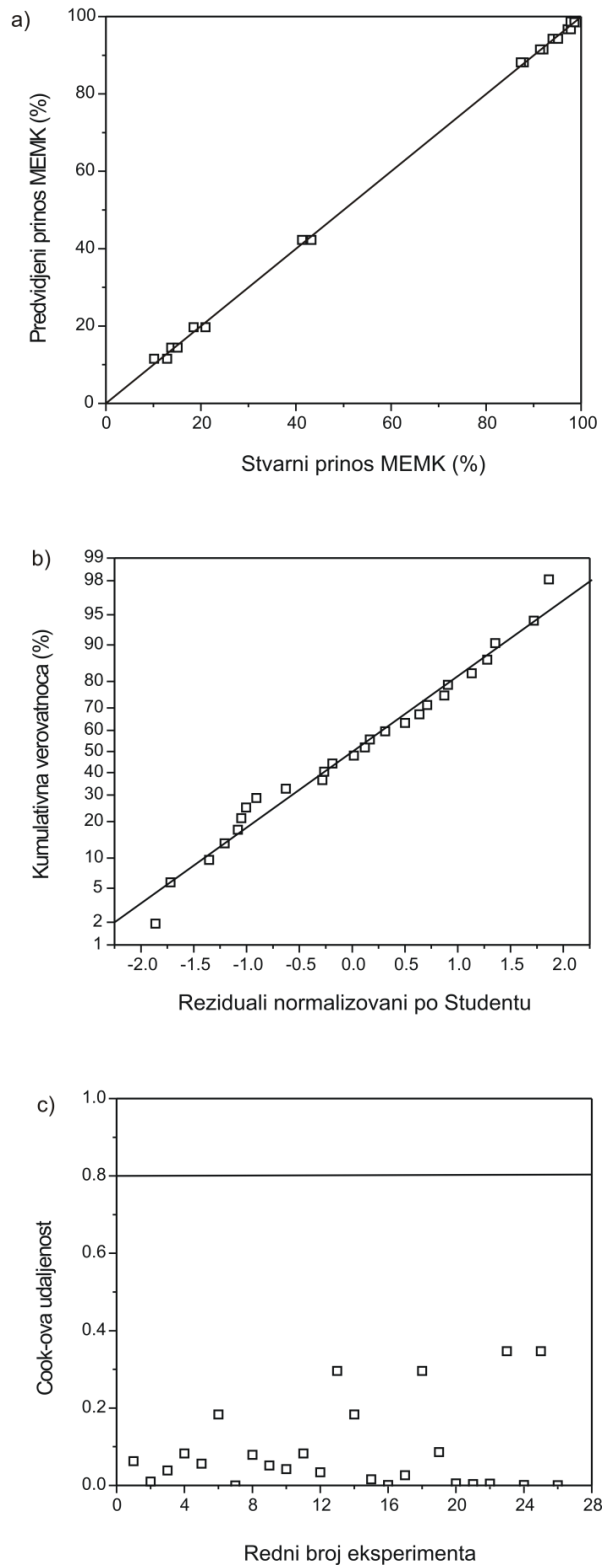 a)
100
80
60
40
20
0
Predvidjeni prinos MEMK (%)
0 20 40 60 80 100
Stvarni prinos MEMK (%)
b)
99
98
95
90
80
70
60
50
40
30
20
10
5
2
1
Kumulativna verovatnoca (%)
-2.0 -1.5 -1.0 -0.5 0.0 0.5 1.0 1.5 2.0
Reziduali normalizovani po Studentu
c)
1.0
0.8
0.6
0.4
0.2
0.0
Cook-ova udaljenost
0 4 8 12 16 20 24 28
Redni broj eksperimenta